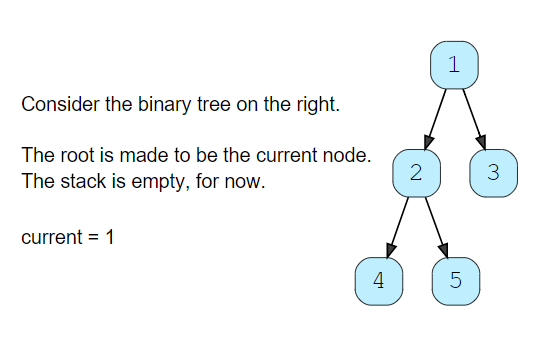 1
Consider the binary tree on the right.
The root is made to be the current node.
The stack is empty, for now.
2
3
current = 1
4
5